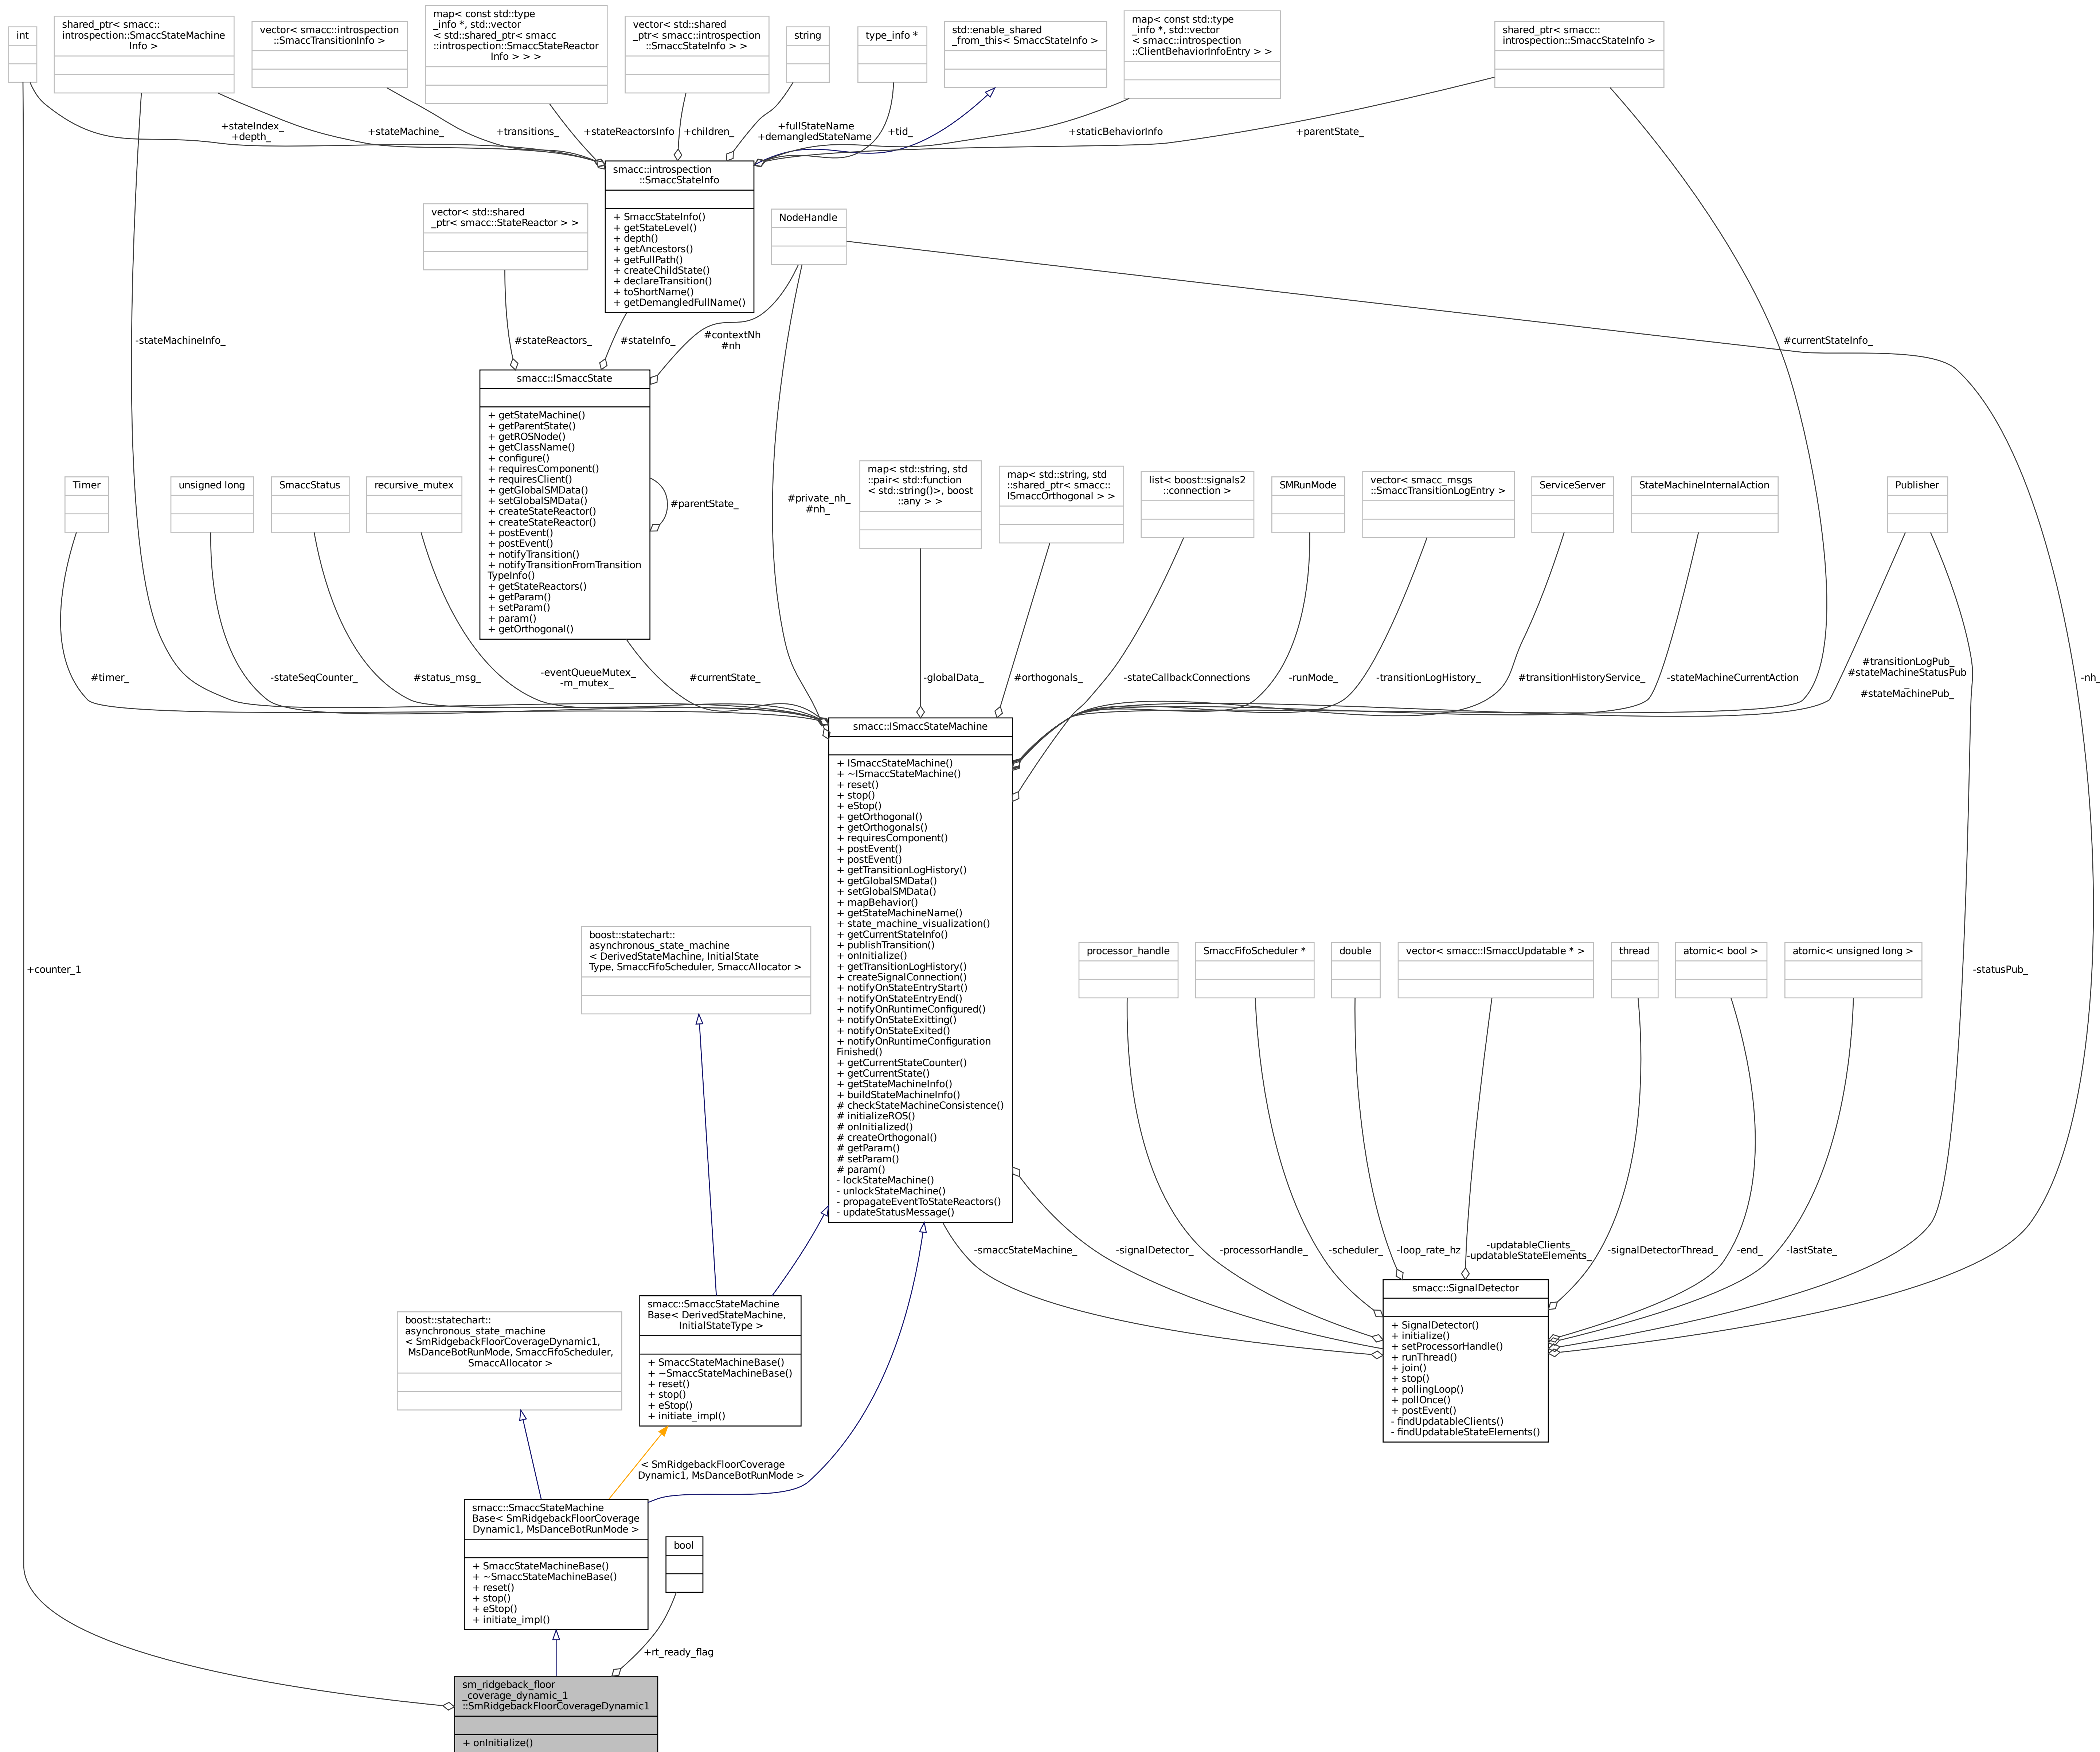 int
shared_ptr< smacc::
introspection::SmaccStateMachine
Info >
vector< smacc::introspection
::SmaccTransitionInfo >
map< const std::type
_info *, std::vector
< std::shared_ptr< smacc
::introspection::SmaccStateReactor
Info > > >
vector< std::shared
_ptr< smacc::introspection
::SmaccStateInfo > >
string
type_info *
std::enable_shared
_from_this< SmaccStateInfo >
map< const std::type
_info *, std::vector
< smacc::introspection
::ClientBehaviorInfoEntry > >
shared_ptr< smacc::
introspection::SmaccStateInfo >
+stateIndex_
+depth_
+stateMachine_
+transitions_
+stateReactorsInfo
+children_
+fullStateName
+demangledStateName
+tid_
+staticBehaviorInfo
+parentState_
smacc::introspection
::SmaccStateInfo
+ SmaccStateInfo()
+ getStateLevel()
+ depth()
+ getAncestors()
+ getFullPath()
+ createChildState()
+ declareTransition()
+ toShortName()
+ getDemangledFullName()
vector< std::shared
_ptr< smacc::StateReactor > >
NodeHandle
-stateMachineInfo_
#stateReactors_
#stateInfo_
#contextNh
#nh
#currentStateInfo_
smacc::ISmaccState
+ getStateMachine()
+ getParentState()
+ getROSNode()
+ getClassName()
+ configure()
+ requiresComponent()
+ requiresClient()
+ getGlobalSMData()
+ setGlobalSMData()
+ createStateReactor()
+ createStateReactor()
+ postEvent()
+ postEvent()
+ notifyTransition()
+ notifyTransitionFromTransition
TypeInfo()
+ getStateReactors()
+ getParam()
+ setParam()
+ param()
+ getOrthogonal()
#parentState_
#private_nh_
#nh_
Timer
unsigned long
SmaccStatus
recursive_mutex
map< std::string, std
::pair< std::function
< std::string()>, boost
::any > >
map< std::string, std
::shared_ptr< smacc::
ISmaccOrthogonal > >
list< boost::signals2
::connection >
SMRunMode
vector< smacc_msgs
::SmaccTransitionLogEntry >
ServiceServer
StateMachineInternalAction
Publisher
#timer_
-stateSeqCounter_
#status_msg_
-eventQueueMutex_
-m_mutex_
#currentState_
-globalData_
#orthogonals_
-stateCallbackConnections
-runMode_
-transitionLogHistory_
#transitionHistoryService_
-stateMachineCurrentAction
#transitionLogPub_
#stateMachineStatusPub
_
#stateMachinePub_
-nh_
smacc::ISmaccStateMachine
+ ISmaccStateMachine()
+ ~ISmaccStateMachine()
+ reset()
+ stop()
+ eStop()
+ getOrthogonal()
+ getOrthogonals()
+ requiresComponent()
+ postEvent()
+ postEvent()
+ getTransitionLogHistory()
+ getGlobalSMData()
+ setGlobalSMData()
+ mapBehavior()
+ getStateMachineName()
+ state_machine_visualization()
+ getCurrentStateInfo()
+ publishTransition()
+ onInitialize()
+ getTransitionLogHistory()
+ createSignalConnection()
+ notifyOnStateEntryStart()
+ notifyOnStateEntryEnd()
+ notifyOnRuntimeConfigured()
+ notifyOnStateExitting()
+ notifyOnStateExited()
+ notifyOnRuntimeConfiguration
Finished()
+ getCurrentStateCounter()
+ getCurrentState()
+ getStateMachineInfo()
+ buildStateMachineInfo()
# checkStateMachineConsistence()
# initializeROS()
# onInitialized()
# createOrthogonal()
# getParam()
# setParam()
# param()
- lockStateMachine()
- unlockStateMachine()
- propagateEventToStateReactors()
- updateStatusMessage()
+counter_1
boost::statechart::
asynchronous_state_machine
< DerivedStateMachine, InitialState
Type, SmaccFifoScheduler, SmaccAllocator >
processor_handle
SmaccFifoScheduler *
double
vector< smacc::ISmaccUpdatable * >
thread
atomic< bool >
atomic< unsigned long >
-statusPub_
-smaccStateMachine_
-signalDetector_
-processorHandle_
-scheduler_
-loop_rate_hz
-updatableClients_
-updatableStateElements_
-signalDetectorThread_
-end_
-lastState_
smacc::SignalDetector
+ SignalDetector()
+ initialize()
+ setProcessorHandle()
+ runThread()
+ join()
+ stop()
+ pollingLoop()
+ pollOnce()
+ postEvent()
- findUpdatableClients()
- findUpdatableStateElements()
smacc::SmaccStateMachine
Base< DerivedStateMachine,
InitialStateType >
+ SmaccStateMachineBase()
+ ~SmaccStateMachineBase()
+ reset()
+ stop()
+ eStop()
+ initiate_impl()
boost::statechart::
asynchronous_state_machine
< SmRidgebackFloorCoverageDynamic1,
MsDanceBotRunMode, SmaccFifoScheduler,
SmaccAllocator >
< SmRidgebackFloorCoverage
Dynamic1, MsDanceBotRunMode >
smacc::SmaccStateMachine
Base< SmRidgebackFloorCoverage
Dynamic1, MsDanceBotRunMode >
+ SmaccStateMachineBase()
+ ~SmaccStateMachineBase()
+ reset()
+ stop()
+ eStop()
+ initiate_impl()
bool
+rt_ready_flag
sm_ridgeback_floor
_coverage_dynamic_1
::SmRidgebackFloorCoverageDynamic1
+ onInitialize()